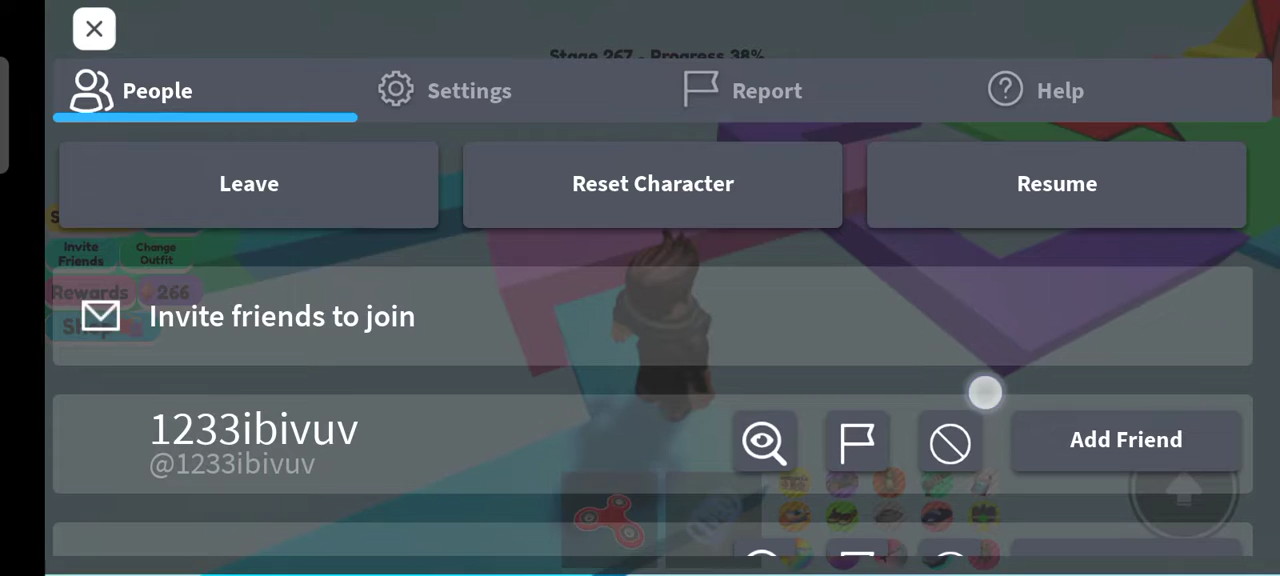 Stage 267 - Progress 38%
People
Settings
Report
Help
Leave
Reset Character
Resume
Invite
Friends
Change
Outfit
Rewards
266
Shop
Invite friends to join
1233ibivuv
@1233ibivuv
Add Friend